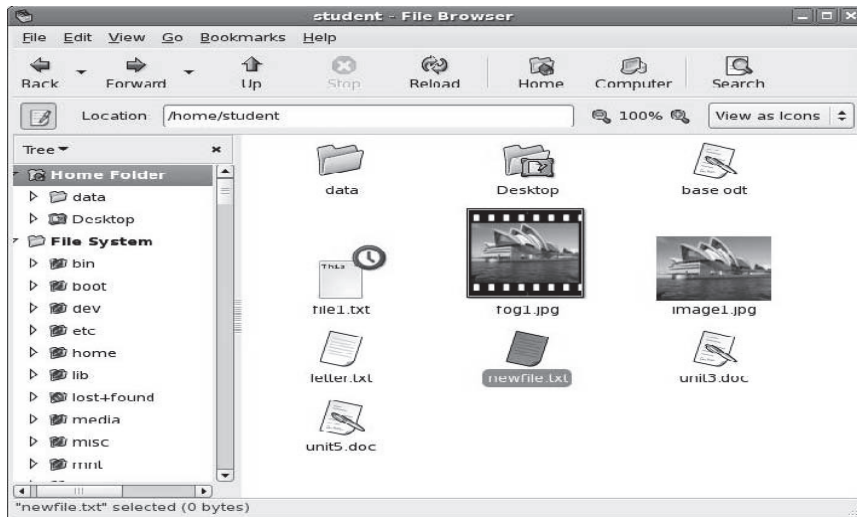 student - File Browser
File Edit View Go Bookmarks Help
Back Forward Up Stop Reload Home Computer Search
Location /home/student 100% View as Icons
Tree
Home Folder
data
Desktop
File System
bin
boot
dev
etc
home
lib
lost+found
media
misc
mnt
data Desktop base odt
This
file1.txt fog1.jpg image1.jpg
letter.txt newfile.txt unit3.doc
unit5.doc
"newfile.txt" selected (0 bytes)